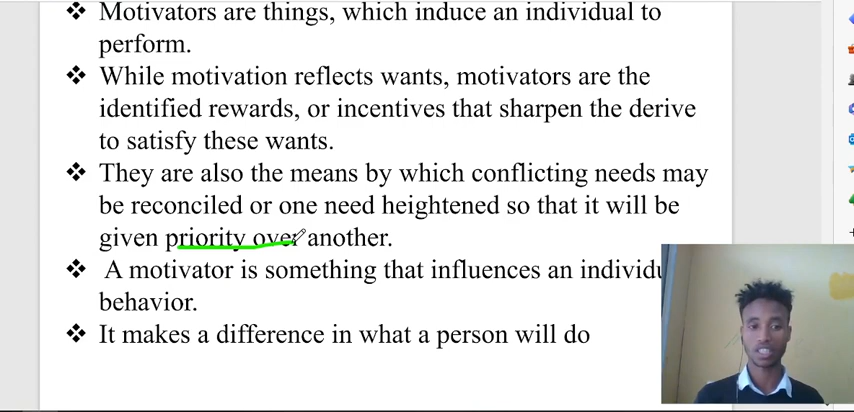 ❖ Motivators are things, which induce an individual to
perform.
❖ While motivation reflects wants, motivators are the
identified rewards, or incentives that sharpen the derive
to satisfy these wants.
❖ They are also the means by which conflicting needs may
be reconciled or one need heightened so that it will be
given priority over another.
❖ A motivator is something that influences an
behavior.
❖ It makes a difference in what a person will do